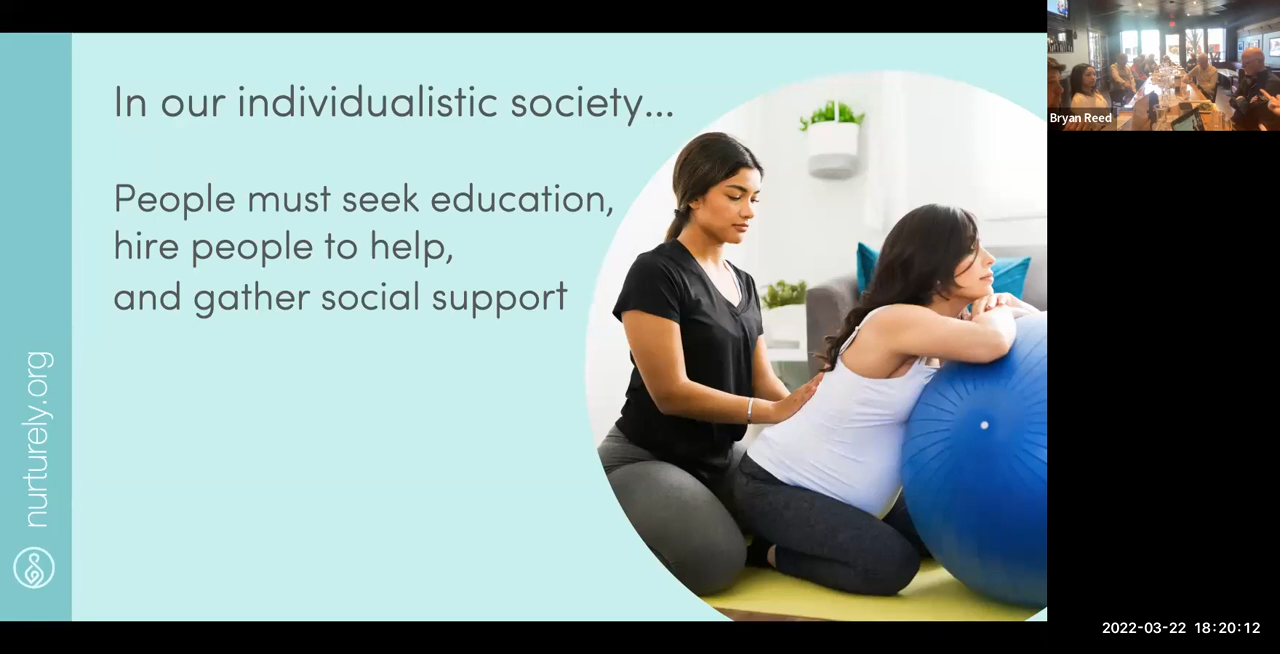 In our individualistic society...
People must seek education,
hire people to help,
and gather social support
nurturely.org
Bryan Reed
2022-03-22 18:20:12